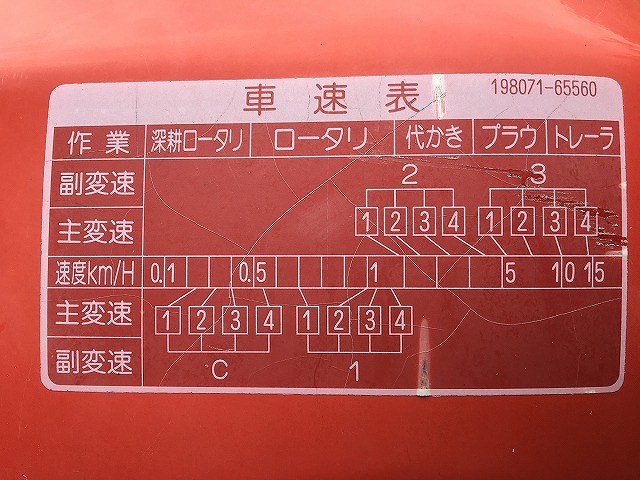 車速表 198071-65560
作業 深耕ロータリ ロータリ 代かき プラウ トレーラ
副変速 2 3
主変速 1 2 3 4 1 2 3 4
速度km/H 0.1 0.5 1 5 10 15
主変速 1 2 3 4 1 2 3 4
副変速 C 1